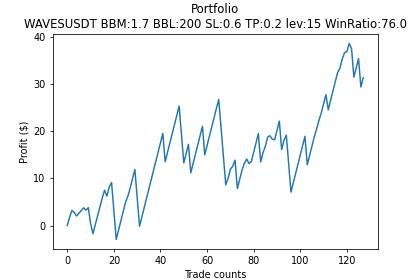 Portfolio
WAVESUSDT BBM:1.7 BBL:200 SL:0.6 TP:0.2 lev:15 WinRatio:76.0
40
30
20
10
0
Profit ($)
0 20 40 60 80 100 120
Trade counts